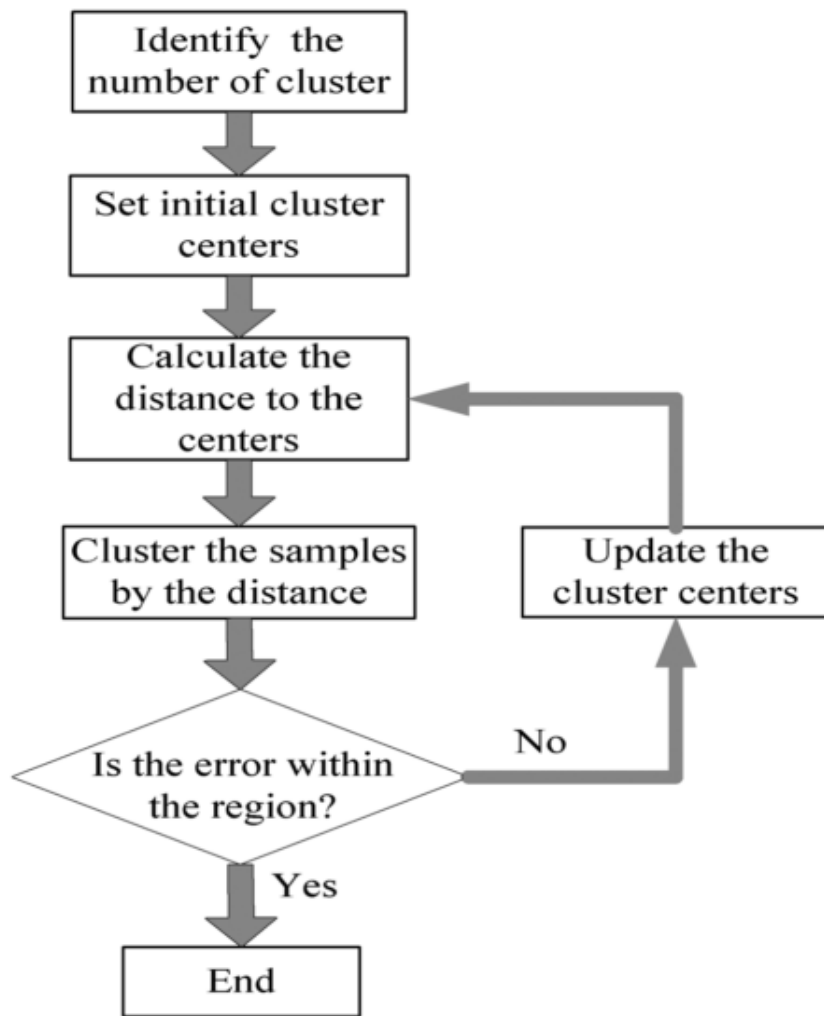 Identify the
number of cluster
Set initial cluster
centers
Calculate the
distance to the
centers
Cluster the samples
by the distance
Update the
cluster centers
Is the error within
the region?
No
Yes
End